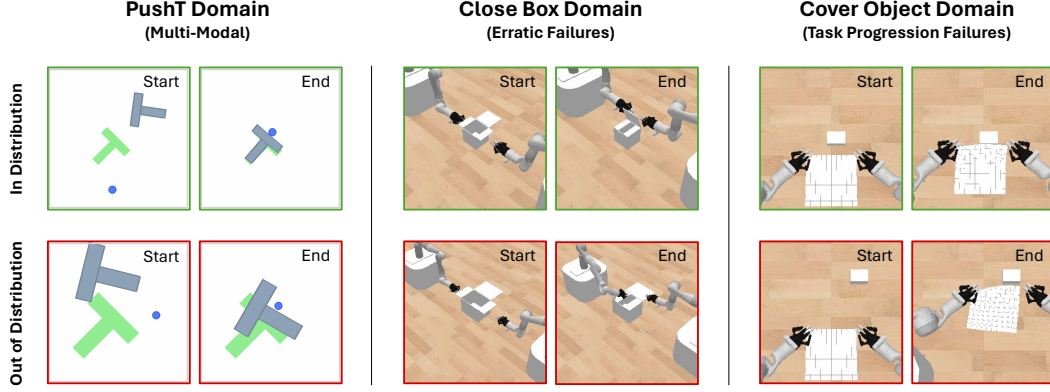 PushT Domain
(Multi-Modal)
Close Box Domain
(Erratic Failures)
Cover Object Domain
(Task Progression Failures)
In Distribution
Start
End
Start
End
Start
End
Out of Distribution
Start
End
Start
End
Start
End